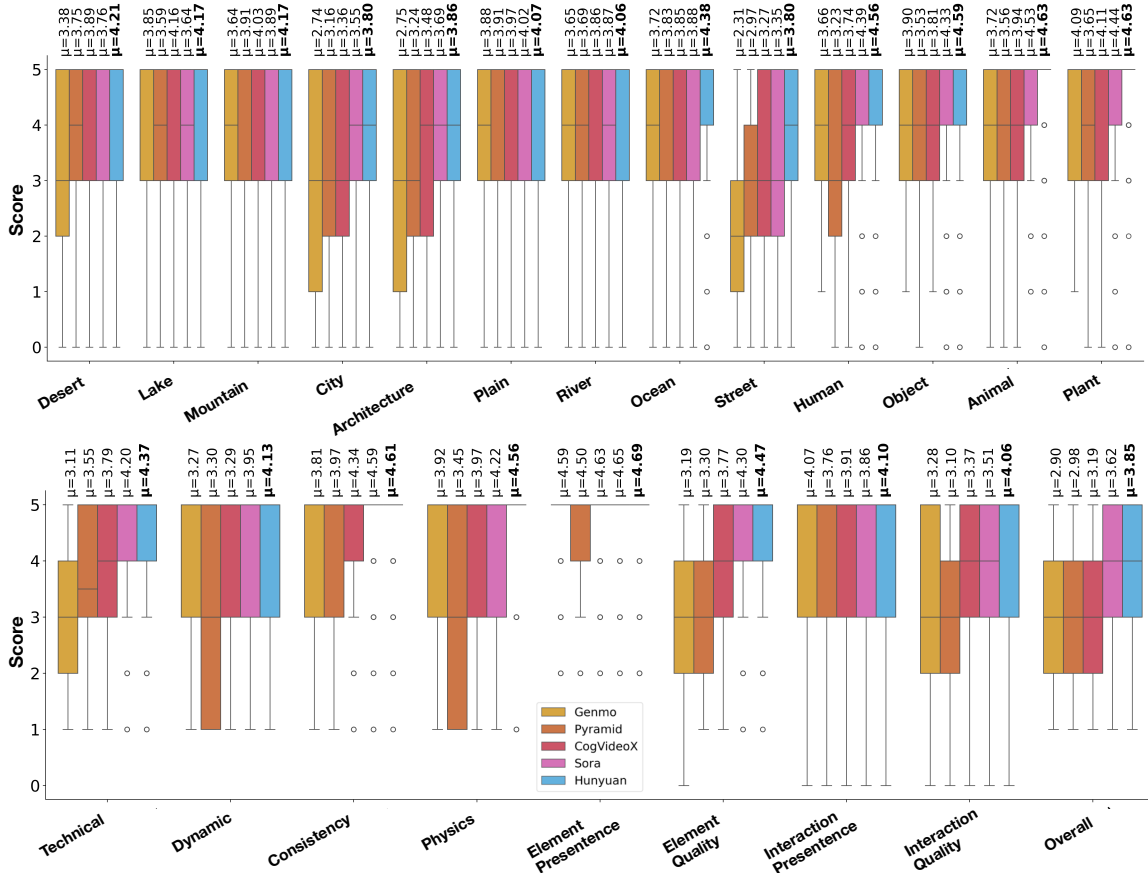 μ=3.38 μ=3.75 μ=3.89 μ=3.76 μ=4.21
μ=3.85 μ=3.59 μ=4.16 μ=3.64 μ=4.17
μ=3.64 μ=3.91 μ=4.03 μ=3.89 μ=4.17
μ=2.74 μ=3.16 μ=3.36 μ=3.55 μ=3.80
μ=2.75 μ=3.24 μ=3.48 μ=3.69 μ=3.86
μ=3.88 μ=3.91 μ=3.97 μ=4.02 μ=4.07
μ=3.65 μ=3.69 μ=3.86 μ=3.87 μ=4.06
μ=3.72 μ=3.83 μ=3.85 μ=3.88 μ=4.38
μ=2.31 μ=2.97 μ=3.27 μ=3.35 μ=3.80
μ=3.66 μ=3.23 μ=3.74 μ=4.39 μ=4.56
μ=3.90 μ=3.53 μ=3.81 μ=4.33 μ=4.59
μ=3.72 μ=3.56 μ=3.94 μ=4.53 μ=4.63
μ=4.09 μ=3.65 μ=4.11 μ=4.44 μ=4.63
Score
5
4
3
2
1
0
Desert
Lake
Mountain
City
Architecture
Plain
River
Ocean
Street
Human
Object
Animal
Plant
μ=3.11 μ=3.55 μ=3.79 μ=4.20 μ=4.37
μ=3.27 μ=3.30 μ=3.29 μ=3.95 μ=4.13
μ=3.81 μ=3.97 μ=4.34 μ=4.59 μ=4.61
μ=3.92 μ=3.45 μ=3.97 μ=4.22 μ=4.56
μ=4.59 μ=4.50 μ=4.63 μ=4.65 μ=4.69
μ=3.19 μ=3.30 μ=3.77 μ=4.30 μ=4.47
μ=4.07 μ=3.76 μ=3.91 μ=3.86 μ=4.10
μ=3.28 μ=3.10 μ=3.37 μ=3.51 μ=4.06
μ=2.90 μ=2.98 μ=3.19 μ=3.62 μ=3.85
Score
5
4
3
2
1
0
Genmo
Pyramid
CogVideoX
Sora
Hunyuan
Technical
Dynamic
Consistency
Physics
Element
Presentence
Element
Quality
Interaction
Presentence
Interaction
Quality
Overall